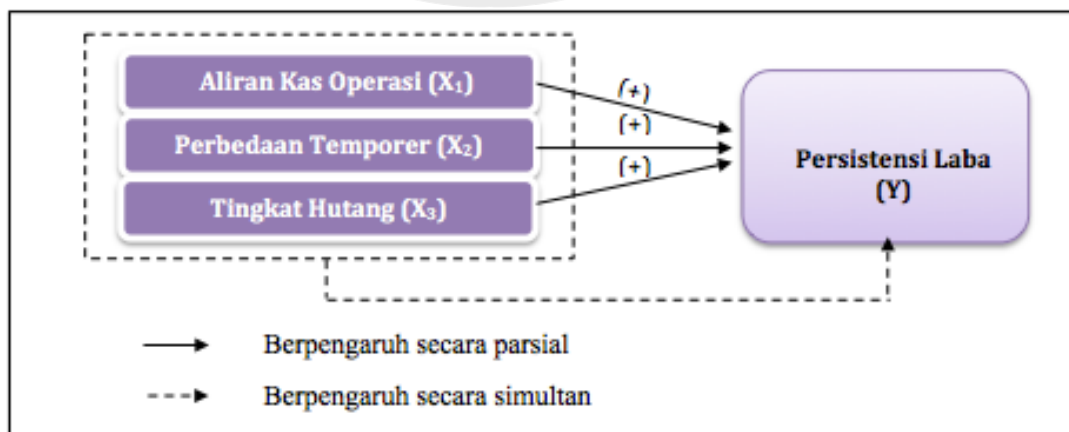 Aliran Kas Operasi (X₁)
(+)
Perbedaan Temporer (X₂)
(+)
Tingkat Hutang (X₃)
(+)
Persistensi Laba
(Y)
Berpengaruh secara parsial
Berpengaruh secara simultan